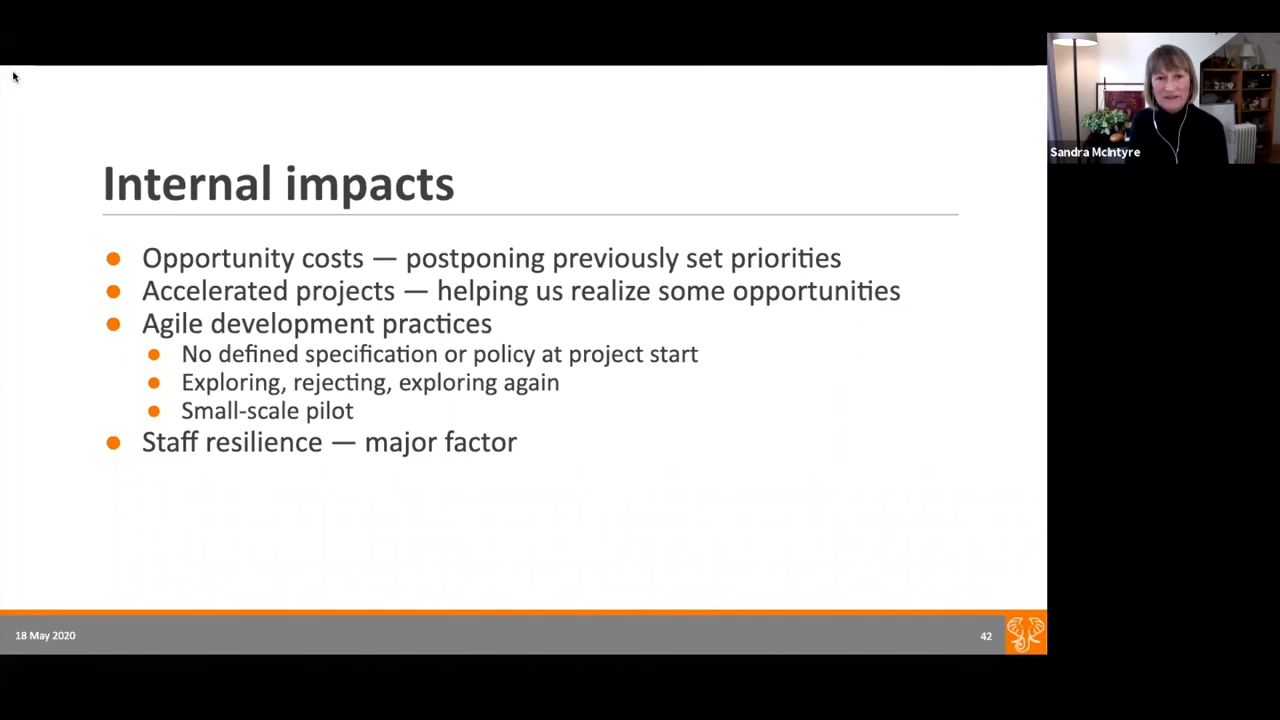 Internal impacts
Opportunity costs — postponing previously set priorities
Accelerated projects — helping us realize some opportunities
Agile development practices
No defined specification or policy at project start
Exploring, rejecting, exploring again
Small-scale pilot
Staff resilience — major factor
18 May 2020
42
Sandra McIntyre